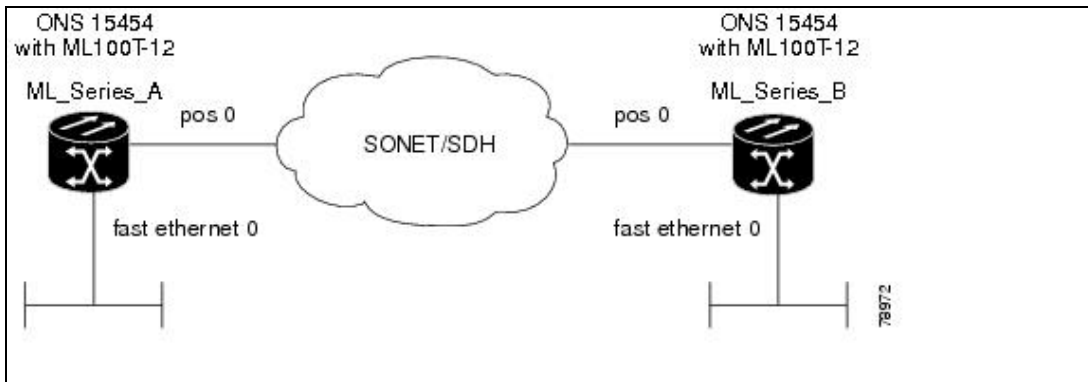 ONS 15454
with ML100T-12
ML_Series_A
pos 0
SONET/SDH
pos 0
ONS 15454
with ML100T-12
ML_Series_B
fast ethernet 0
fast ethernet 0
78972